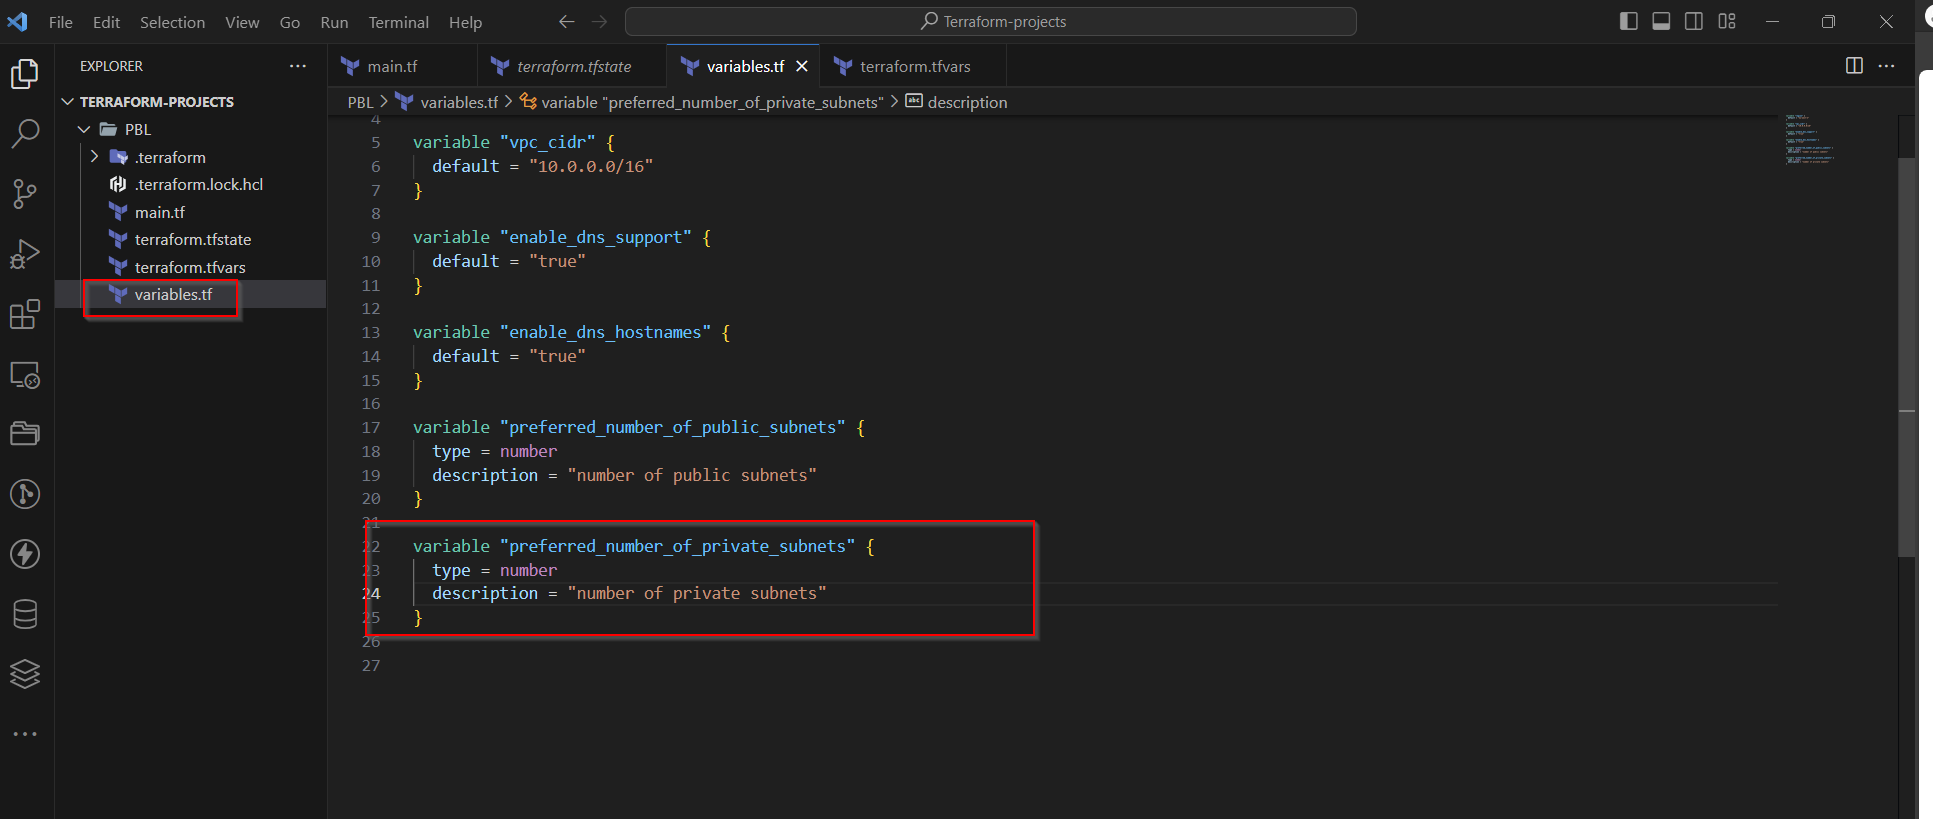 File Edit Selection View Go Run Terminal Help
Terraform-projects
EXPLORER
TERRAFORM-PROJECTS
PBL
.terraform
.terraform.lock.hcl
main.tf
terraform.tfstate
terraform.tfvars
variables.tf
main.tf terraform.tfstate variables.tf terraform.tfvars
PBL > variables.tf > variable "preferred_number_of_private_subnets" > description
4
5 variable "vpc_cidr" {
6 default = "10.0.0.0/16"
7 }
8
9 variable "enable_dns_support" {
10 default = "true"
11 }
12
13 variable "enable_dns_hostnames" {
14 default = "true"
15 }
16
17 variable "preferred_number_of_public_subnets" {
18 type = number
19 description = "number of public subnets"
20 }
21
22 variable "preferred_number_of_private_subnets" {
23 type = number
24 description = "number of private subnets"
25 }
26
27